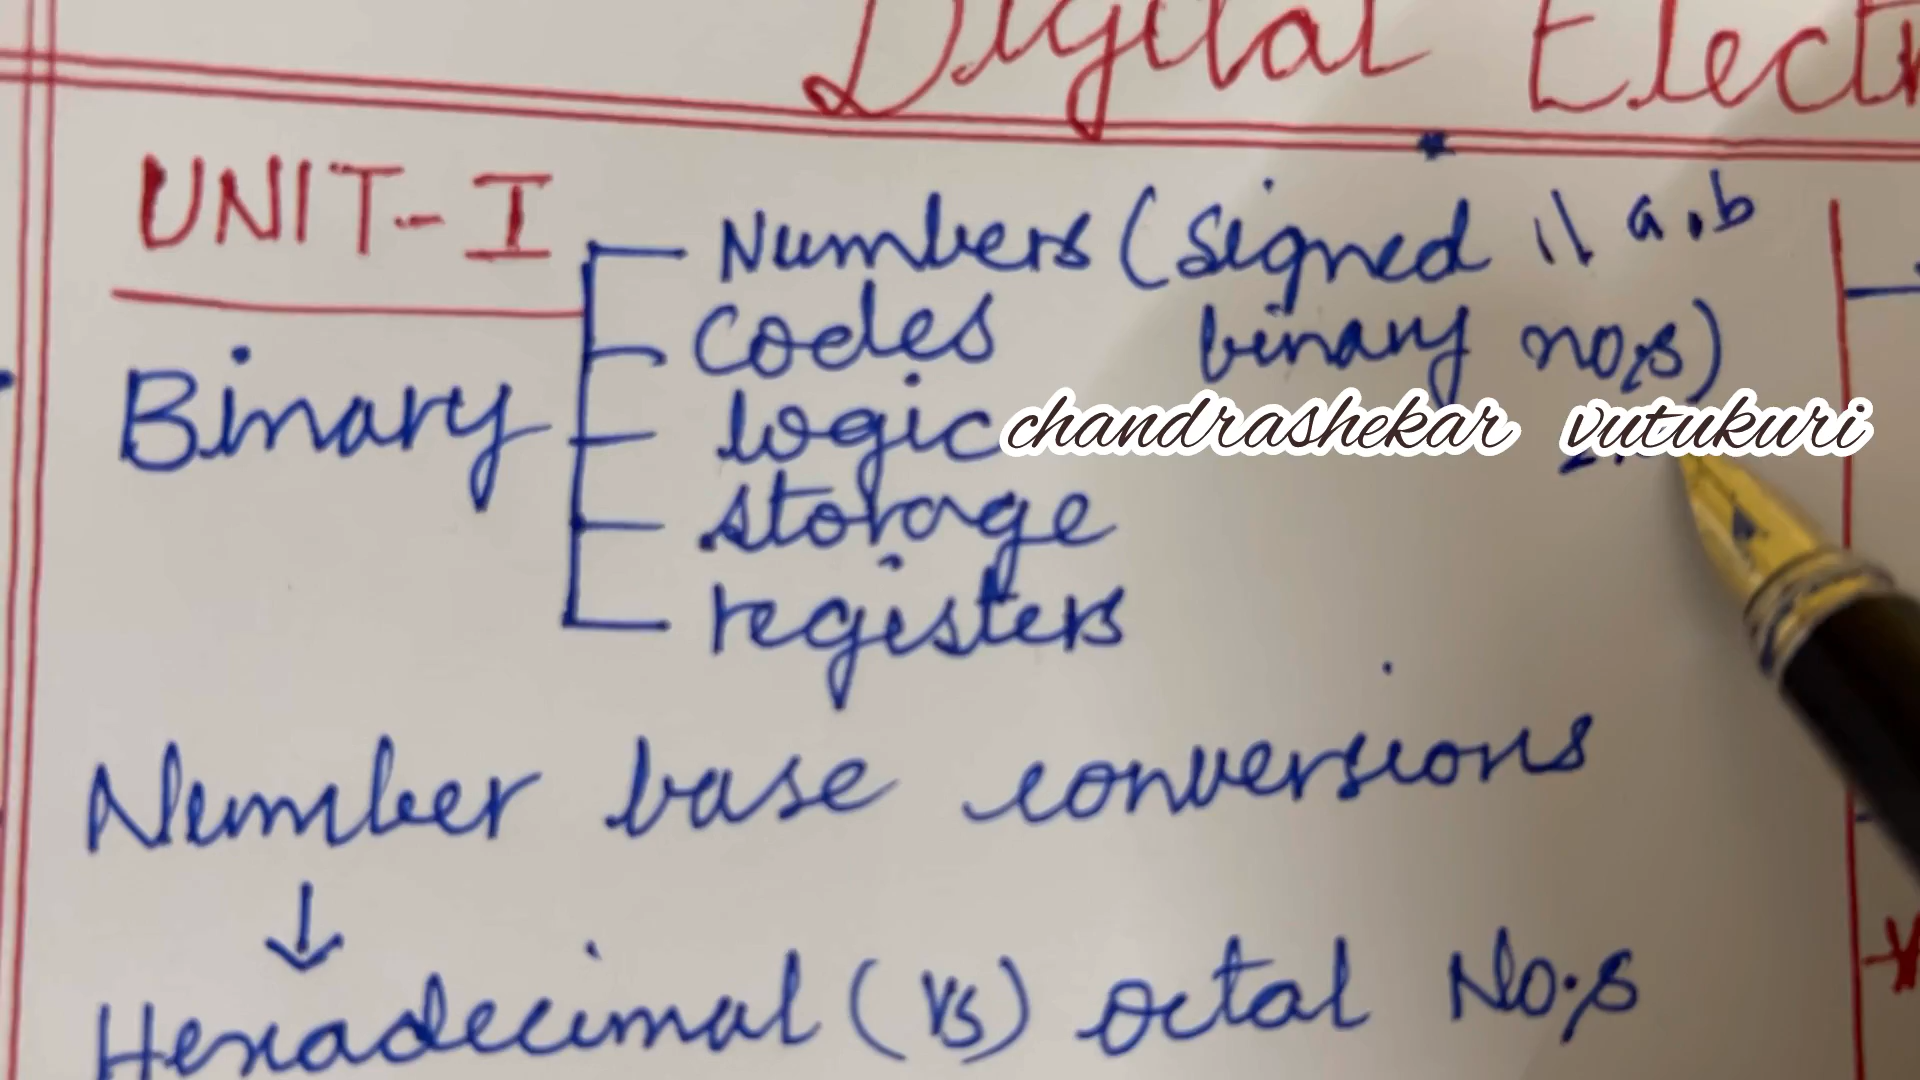 Digital Electr
UNIT-I
Numbers (signed \\ a.b
codes binary no.s)
Binary
logic
chandrashekar vutukuri
storage
registers
Number base conversions
↓
Hexadecimal (vs) octal No.s